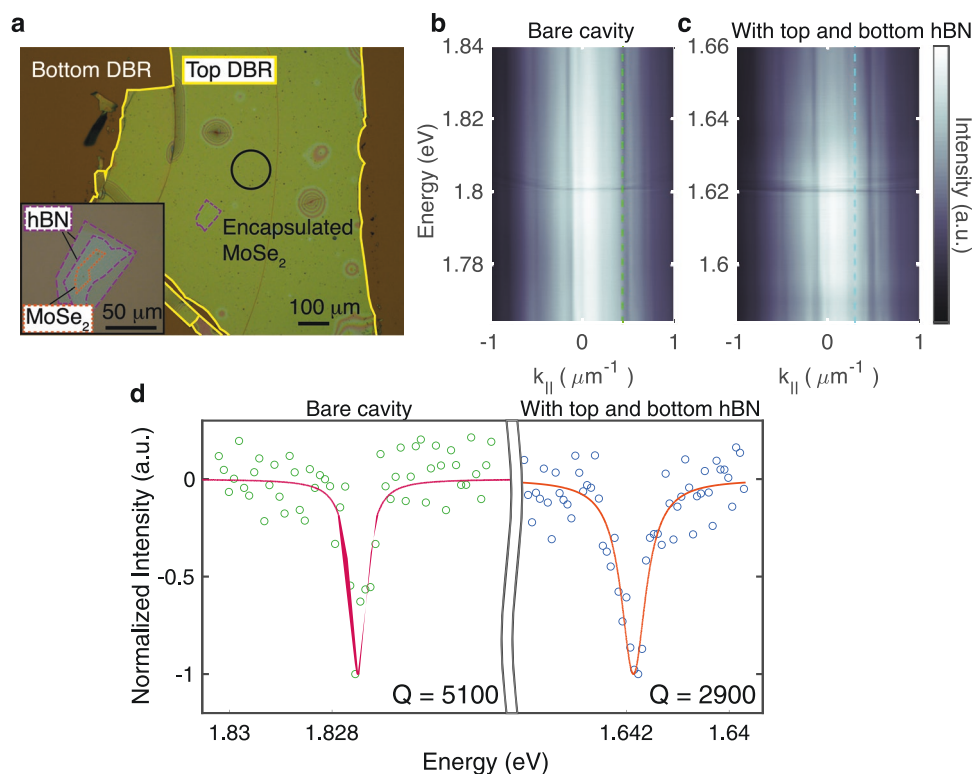 a
Bottom DBR
Top DBR
Encapsulated
MoSe₂
100 μm
hBN
MoSe₂
50 μm
b
Bare cavity
Energy (eV)
1.84
1.82
1.8
1.78
-1 0 1
k|| ( μm⁻¹ )
c
With top and bottom hBN
1.66
1.64
1.62
1.6
-1 0 1
k|| ( μm⁻¹ )
Intensity (a.u.)
d
Bare cavity
With top and bottom hBN
Normalized Intensity (a.u.)
0
-0.5
-1
Q = 5100
Q = 2900
1.83 1.828 1.642 1.64
Energy (eV)